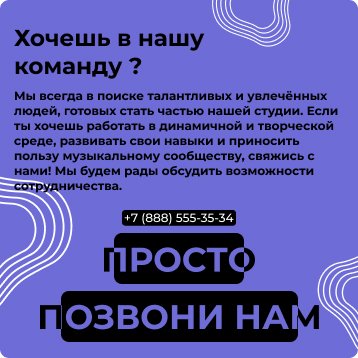 Хочешь в нашу
команду ?
Мы всегда в поиске талантливых и увлечённых
людей, готовых стать частью нашей студии. Если
ты хочешь работать в динамичной и творческой
среде, развивать свои навыки и приносить
пользу музыкальному сообществу, свяжись с
нами! Мы будем рады обсудить возможности
сотрудничества.
+7 (888) 555-35-34
ПРОСТО
ПОЗВОНИ НАМ